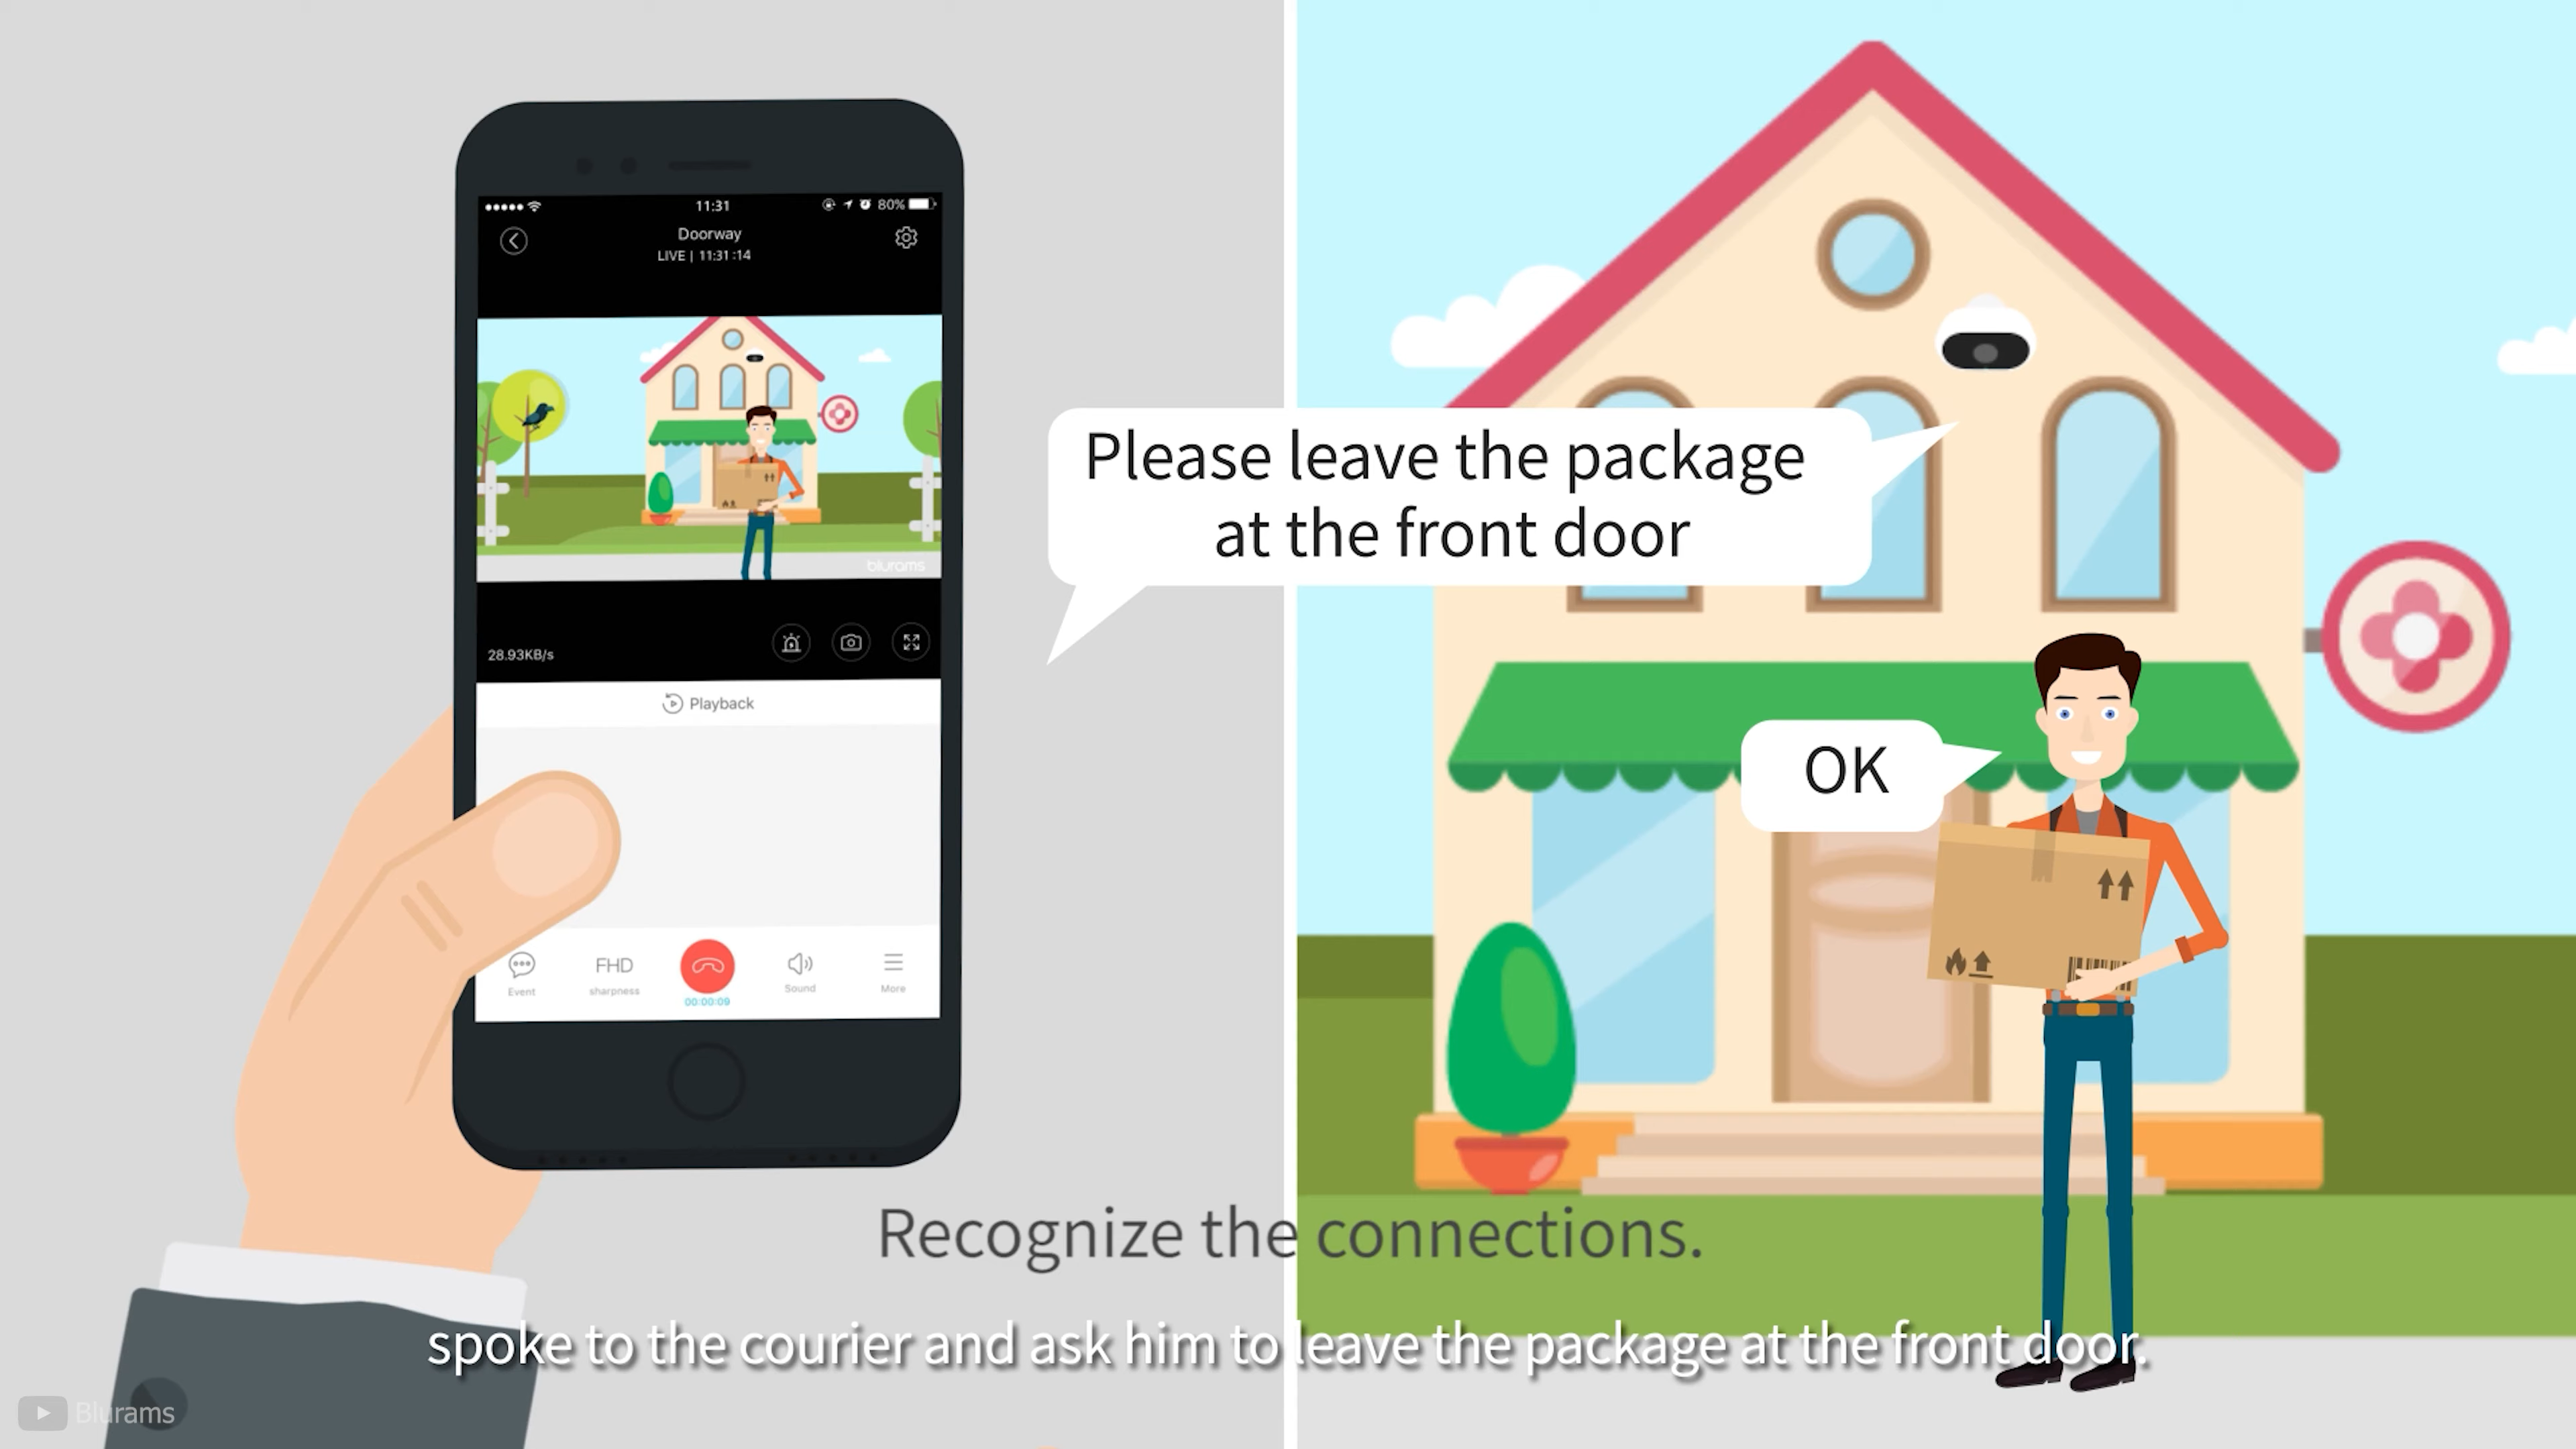 11:31
80%
Doorway
LIVE | 11:31:14
blurams
28.93KB/s
Playback
FHD
Event
sharpness
00:00:09
Sound
More
Please leave the package
at the front door
OK
Recognize the connections.
spoke to the courier and ask him to leave the package at the front door.
Blurams